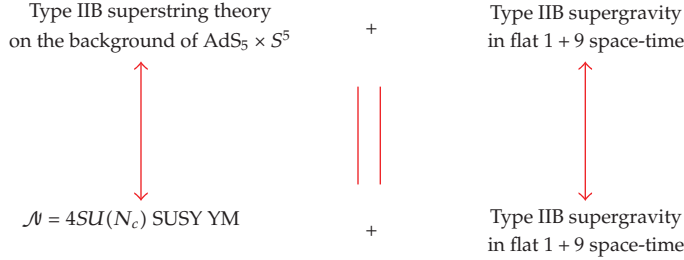 Type IIB superstring theory
on the background of AdS₅ × S⁵
+
Type IIB supergravity
in flat 1 + 9 space-time
𝒩 = 4SU(N_c) SUSY YM
+
Type IIB supergravity
in flat 1 + 9 space-time